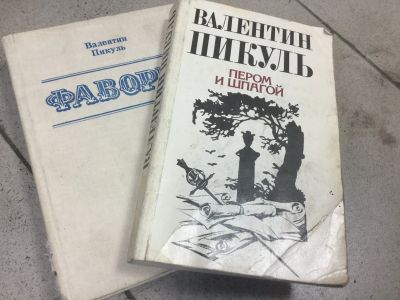 Валентин
Пикуль
ФАВОР
ВАЛЕНТИН
ПИКУЛЬ
ПЕРОМ
И ШПАГОЙ